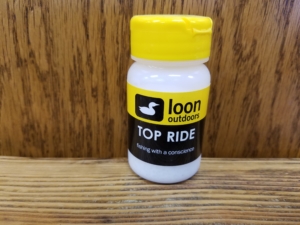 loon
outdoors
TOP RIDE
fishing with a conscience